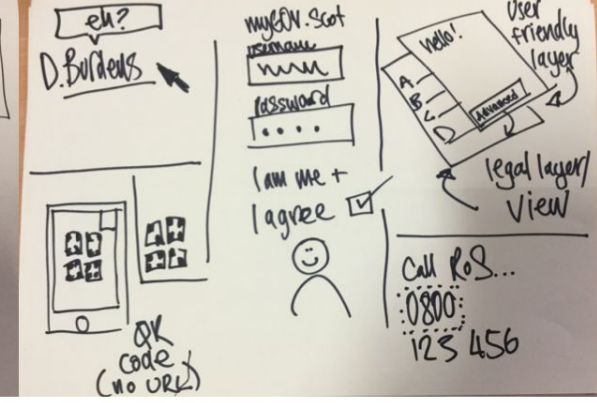 eh?
D.Burdens
QR
code
(no URL)
myGOV.Scot
username
password
I am me +
I agree
User
friendly
layer
hello!
A
B
C
D
Advanced
legal layer/
view
Call RoS...
0800
123 456